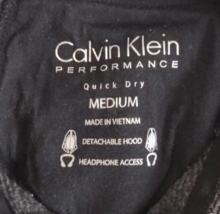 Calvin Klein
PERFORMANCE
Quick Dry
MEDIUM
MADE IN VIETNAM
DETACHABLE HOOD
HEADPHONE ACCESS